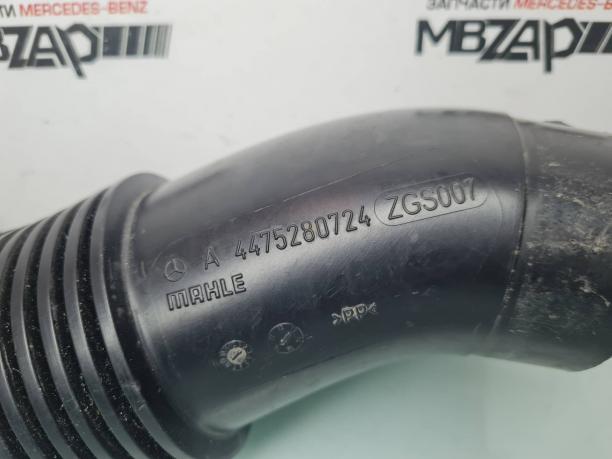 ЗАПЧАСТИ MERCEDES-BENZ
MBZAP
ЗАПЧАСТИ MERCEDES-BENZ
MBZAP
A 4475280724 ZGS007
MAHLE
>PP<